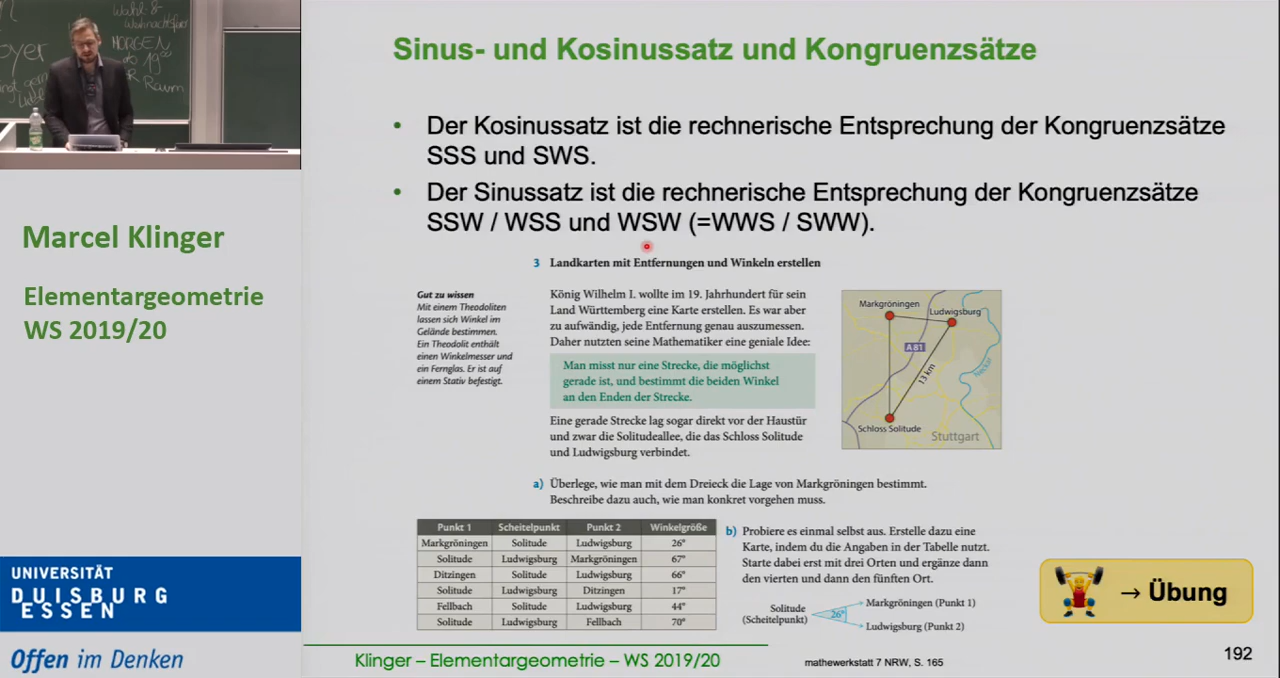 Wahl &
MORGEN
19⁰⁰
Raum
Sinus- und Kosinussatz und Kongruenzsätze
• Der Kosinussatz ist die rechnerische Entsprechung der Kongruenzsätze
SSS und SWS.
• Der Sinussatz ist die rechnerische Entsprechung der Kongruenzsätze
SSW / WSS und WSW (=WWS / SWW).
Marcel Klinger
Elementargeometrie
WS 2019/20
3 Landkarten mit Entfernungen und Winkeln erstellen
Gut zu wissen
Mit einem Theodoliten
lassen sich Winkel im
Gelände bestimmen.
Ein Theodolit enthält
einen Winkelmesser und
ein Fernglas. Er ist auf
einem Stativ befestigt.
König Wilhelm I. wollte im 19. Jahrhundert für sein
Land Württemberg eine Karte erstellen. Es war aber
zu aufwändig, jede Entfernung genau auszumessen.
Daher nutzten seine Mathematiker eine geniale Idee:
Man misst nur eine Strecke, die möglichst
gerade ist, und bestimmt die beiden Winkel
an den Enden der Strecke.
Eine gerade Strecke lag sogar direkt vor der Haustür
und zwar die Solitudeallee, die das Schloss Solitude
und Ludwigsburg verbindet.
Markgröningen
Ludwigsburg
A 81
13 km
Neckar
Schloss Solitude
Stuttgart
a) Überlege, wie man mit dem Dreieck die Lage von Markgröningen bestimmt.
Beschreibe dazu auch, wie man konkret vorgehen muss.
Punkt 1 Scheitelpunkt Punkt 2 Winkelgröße
Markgröningen Solitude Ludwigsburg 26°
Solitude Ludwigsburg Markgröningen 67°
Ditzingen Solitude Ludwigsburg 66°
Solitude Ludwigsburg Ditzingen 17°
Fellbach Solitude Ludwigsburg 44°
Solitude Ludwigsburg Fellbach 70°
b) Probiere es einmal selbst aus. Erstelle dazu eine
Karte, indem du die Angaben in der Tabelle nutzt.
Starte dabei erst mit drei Orten und ergänze dann
den vierten und dann den fünften Ort.
Solitude
(Scheitelpunkt)
26°
Markgröningen (Punkt 1)
Ludwigsburg (Punkt 2)
→ Übung
UNIVERSITÄT
DUISBURG
ESSEN
Offen im Denken
Klinger – Elementargeometrie – WS 2019/20
mathewerkstatt 7 NRW, S. 165
192